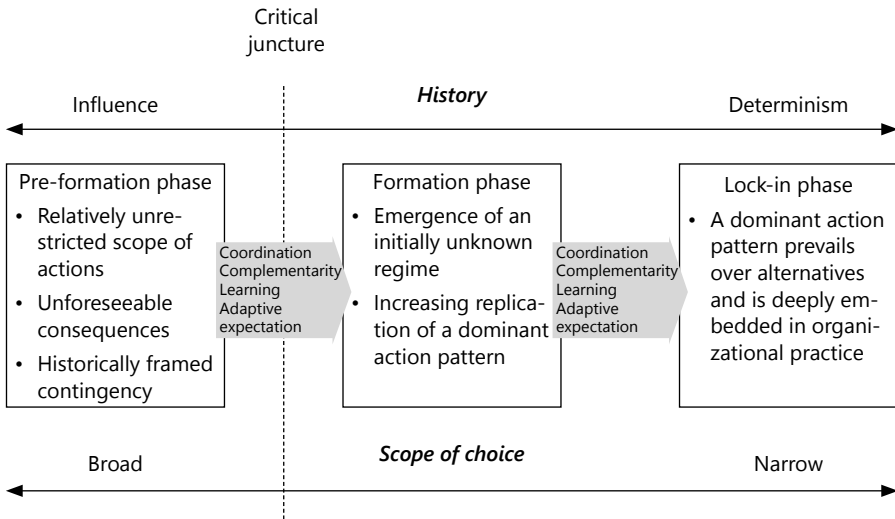 Critical
juncture
Influence
History
Determinism
Pre-formation phase
• Relatively unre-
stricted scope of
actions
• Unforeseeable
consequences
• Historically framed
contingency
Coordination
Complementarity
Learning
Adaptive
expectation
Formation phase
• Emergence of an
initially unknown
regime
• Increasing replica-
tion of a dominant
action pattern
Coordination
Complementarity
Learning
Adaptive
expectation
Lock-in phase
• A dominant action
pattern prevails
over alternatives
and is deeply em-
bedded in organi-
zational practice
Broad
Scope of choice
Narrow